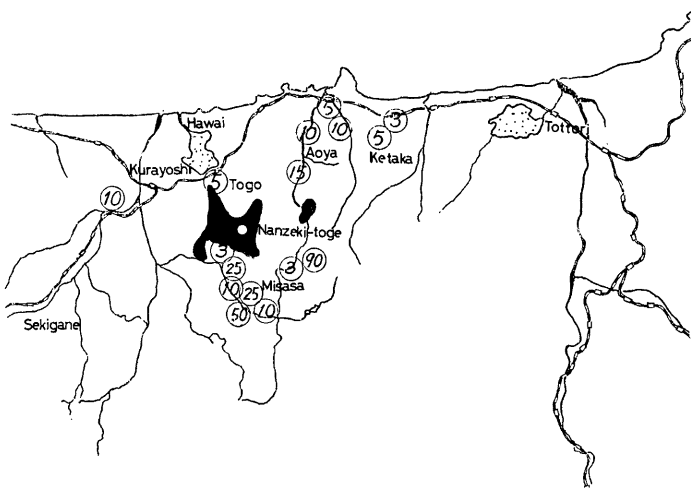 5
3
Hawai
10
10
5
Tottori
Aoya
Ketaka
Kurayoshi
15
5
Togo
10
Nanzeki-toge
3
25
3
90
10
25
Misasa
50
10
Sekigane